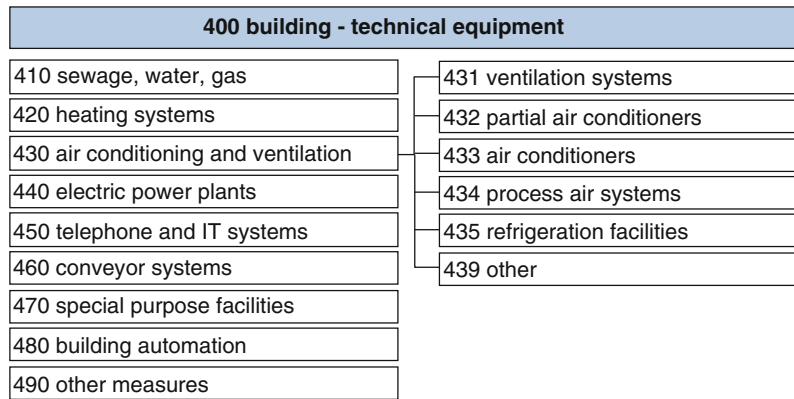 400 building - technical equipment
410 sewage, water, gas
420 heating systems
430 air conditioning and ventilation
440 electric power plants
450 telephone and IT systems
460 conveyor systems
470 special purpose facilities
480 building automation
490 other measures
431 ventilation systems
432 partial air conditioners
433 air conditioners
434 process air systems
435 refrigeration facilities
439 other